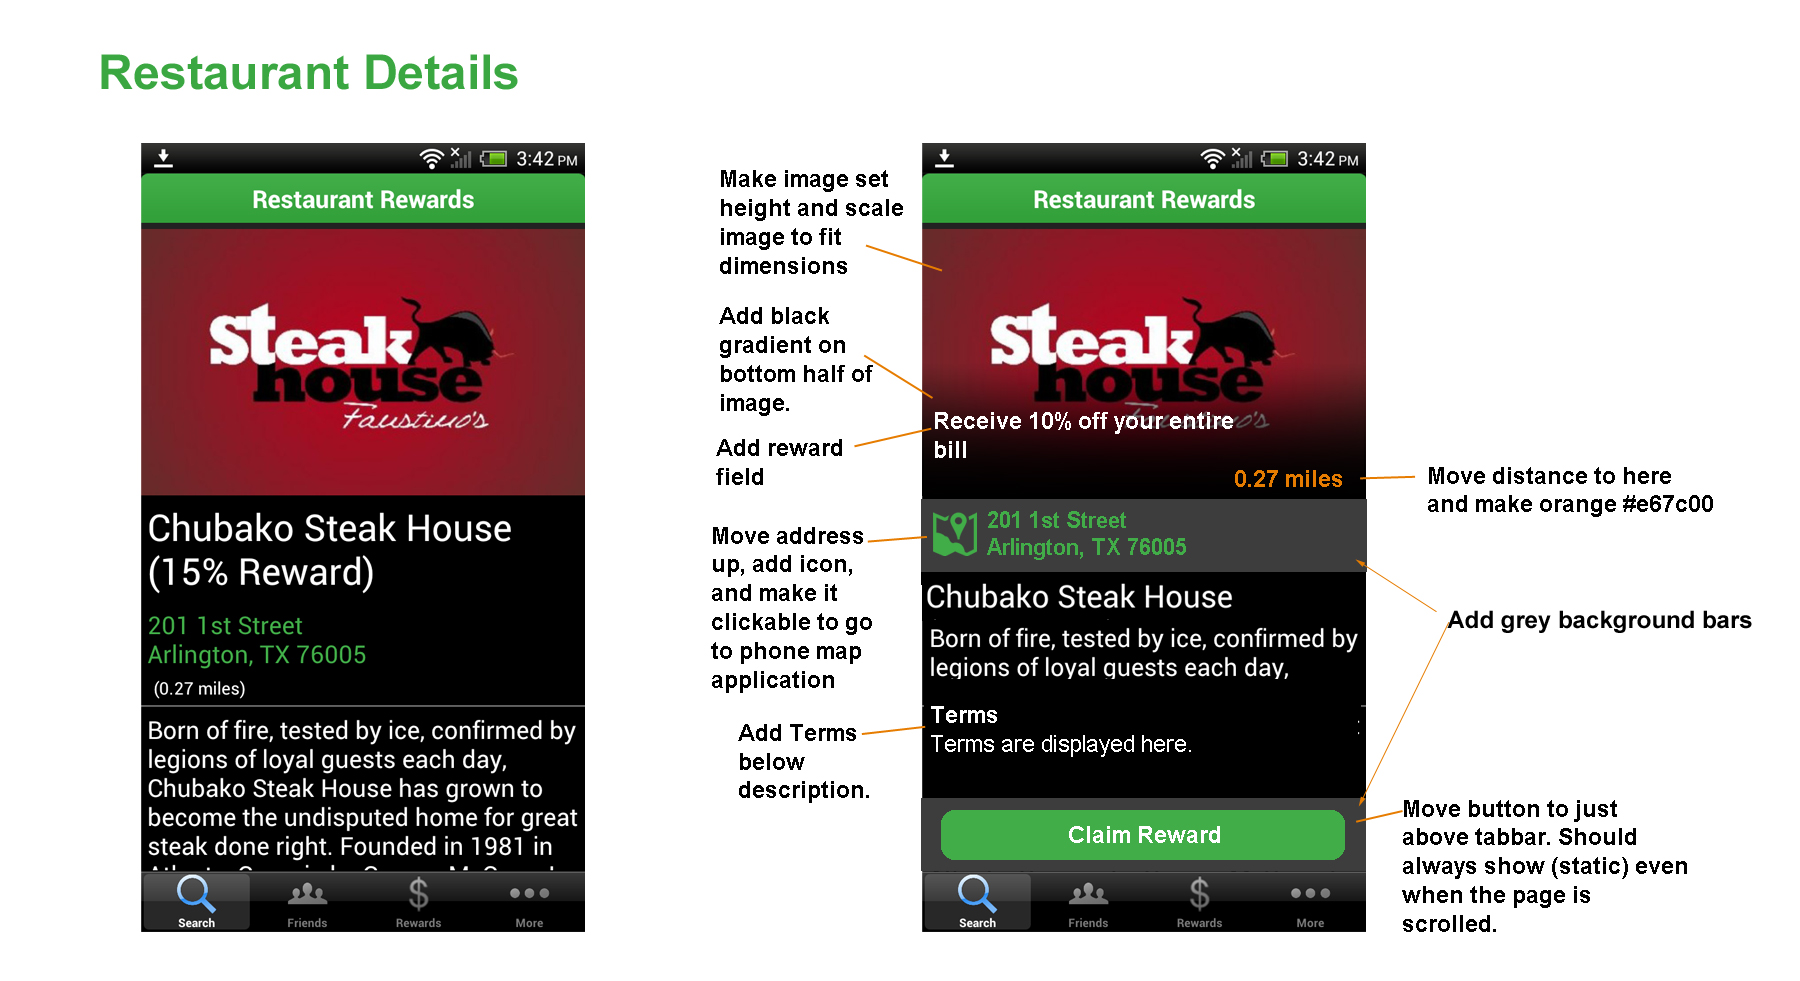 Restaurant Details
3:42 PM
Restaurant Rewards
Steak
house
Faustino's
Chubako Steak House
(15% Reward)
201 1st Street
Arlington, TX 76005
(0.27 miles)
Born of fire, tested by ice, confirmed by
legions of loyal guests each day,
Chubako Steak House has grown to
become the undisputed home for great
steak done right. Founded in 1981 in
Search
Friends
Rewards
More
Make image set
height and scale
image to fit
dimensions
Add black
gradient on
bottom half of
image.
Add reward
field
Move address
up, add icon,
and make it
clickable to go
to phone map
application
Add Terms
below
description.
3:42 PM
Restaurant Rewards
Steak
house
Faustino's
Receive 10% off your entire
bill
0.27 miles
201 1st Street
Arlington, TX 76005
Chubako Steak House
Born of fire, tested by ice, confirmed by
legions of loyal guests each day,
Terms
Terms are displayed here.
Claim Reward
Search
Friends
Rewards
More
Move distance to here
and make orange #e67c00
Add grey background bars
Move button to just
above tabbar. Should
always show (static) even
when the page is
scrolled.